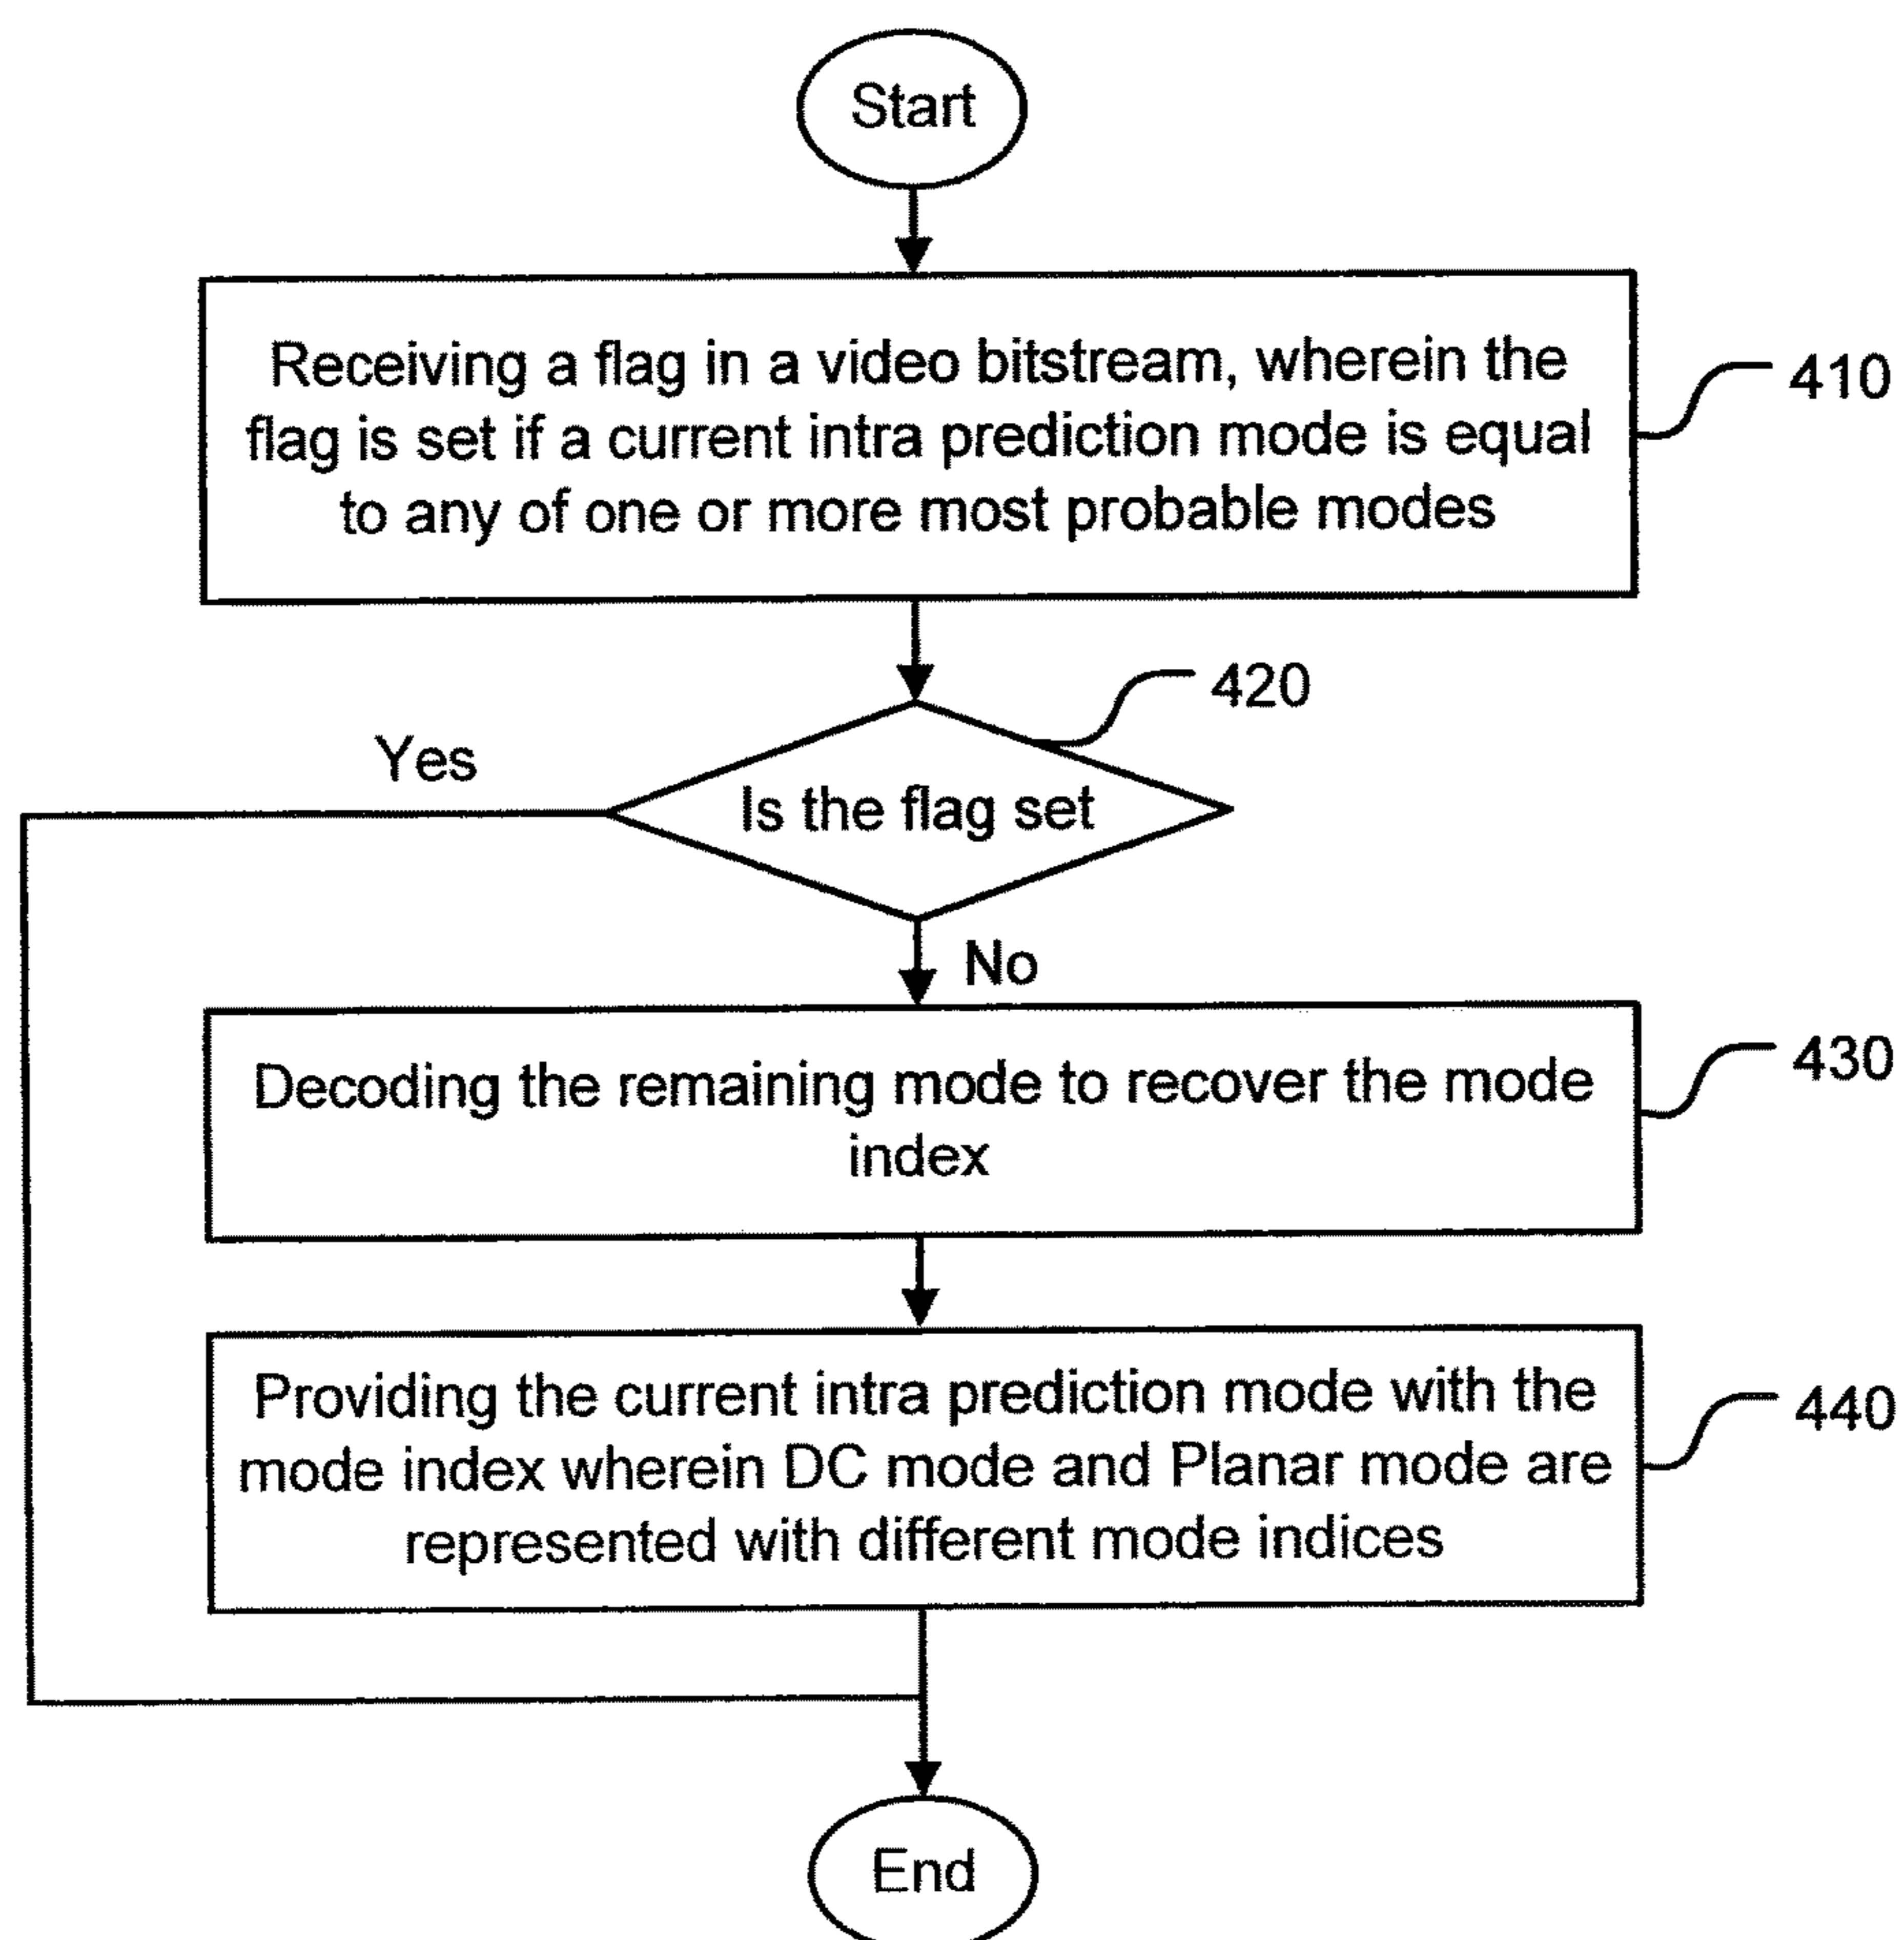 Start
Receiving a flag in a video bitstream, wherein the
flag is set if a current intra prediction mode is equal
to any of one or more most probable modes
410
420
Yes
Is the flag set
No
Decoding the remaining mode to recover the mode
index
430
Providing the current intra prediction mode with the
mode index wherein DC mode and Planar mode are
represented with different mode indices
440
End